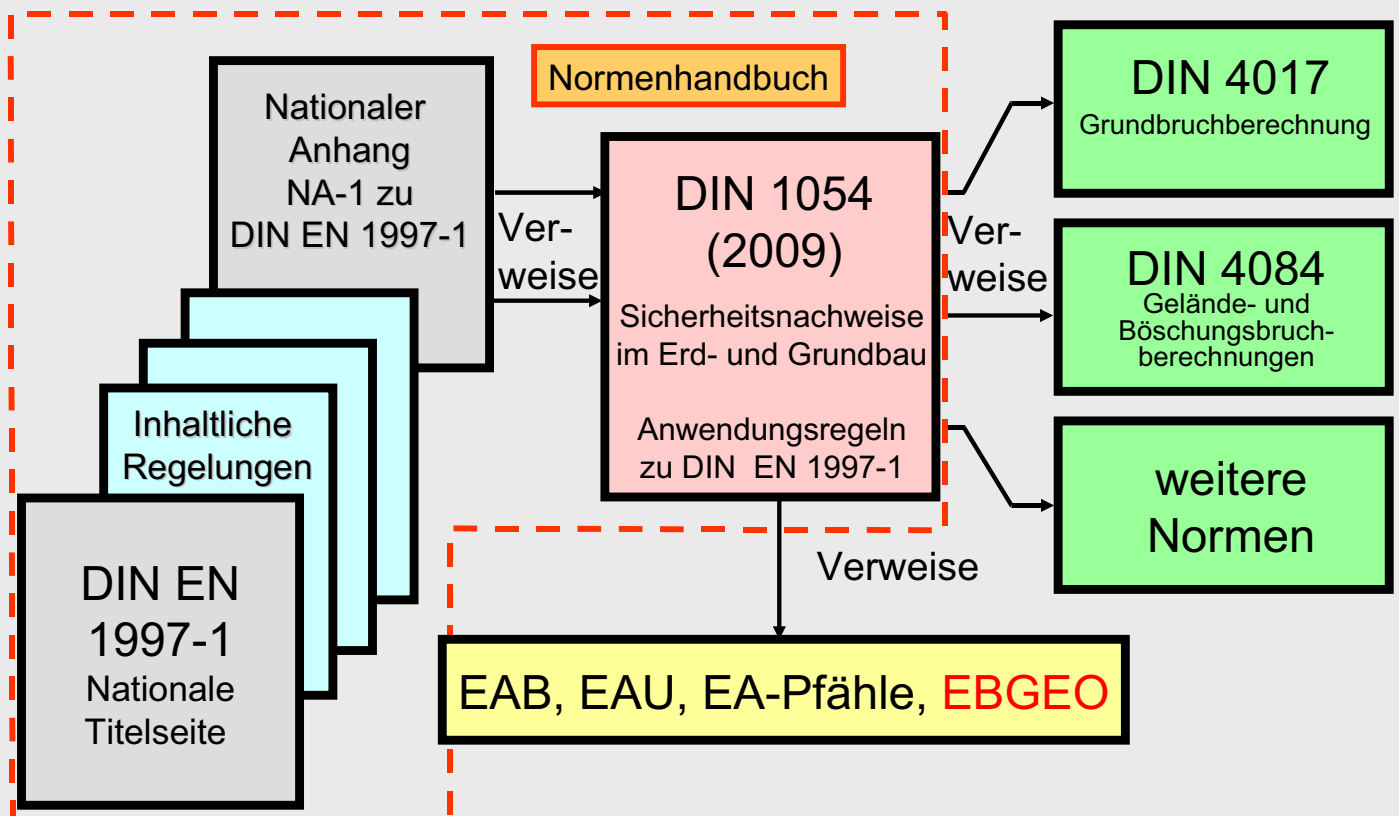 Normenhandbuch
Nationaler
Anhang
NA-1 zu
DIN EN 1997-1
Inhaltliche
Regelungen
DIN EN
1997-1
Nationale
Titelseite
Ver-
weise
DIN 1054
(2009)
Sicherheitsnachweise
im Erd- und Grundbau
Anwendungsregeln
zu DIN EN 1997-1
Ver-
weise
DIN 4017
Grundbruchberechnung
DIN 4084
Gelände- und
Böschungsbruch-
berechnungen
weitere
Normen
Verweise
EAB, EAU, EA-Pfähle, EBGEO